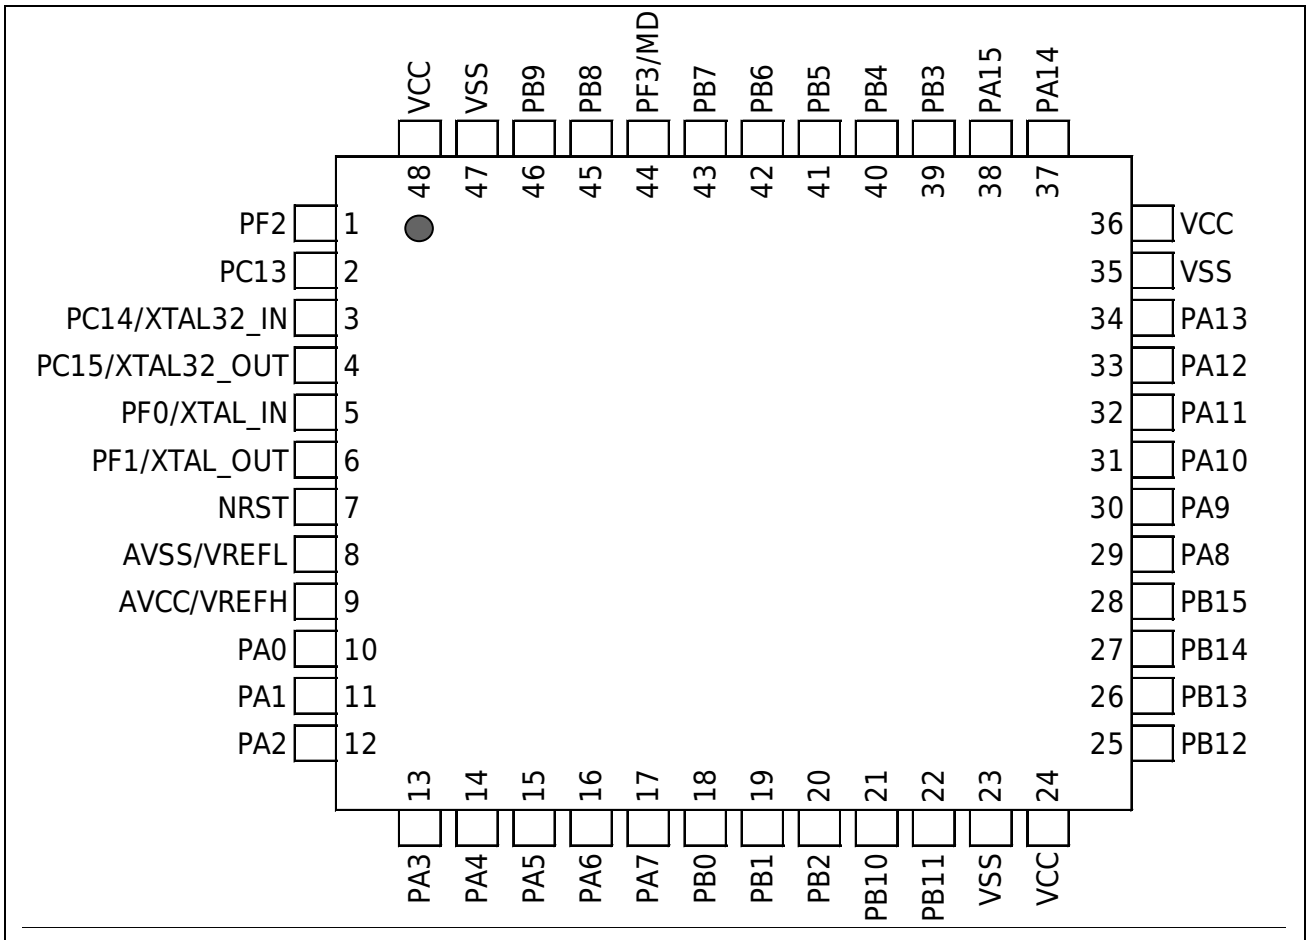 VCC
VSS
PB9
PB8
PF3/MD
PB7
PB6
PB5
PB4
PB3
PA15
PA14
48
47
46
45
44
43
42
41
40
39
38
37
PF2 1
PC13 2
PC14/XTAL32_IN 3
PC15/XTAL32_OUT 4
PF0/XTAL_IN 5
PF1/XTAL_OUT 6
NRST 7
AVSS/VREFL 8
AVCC/VREFH 9
PA0 10
PA1 11
PA2 12
36 VCC
35 VSS
34 PA13
33 PA12
32 PA11
31 PA10
30 PA9
29 PA8
28 PB15
27 PB14
26 PB13
25 PB12
13
14
15
16
17
18
19
20
21
22
23
24
PA3
PA4
PA5
PA6
PA7
PB0
PB1
PB2
PB10
PB11
VSS
VCC